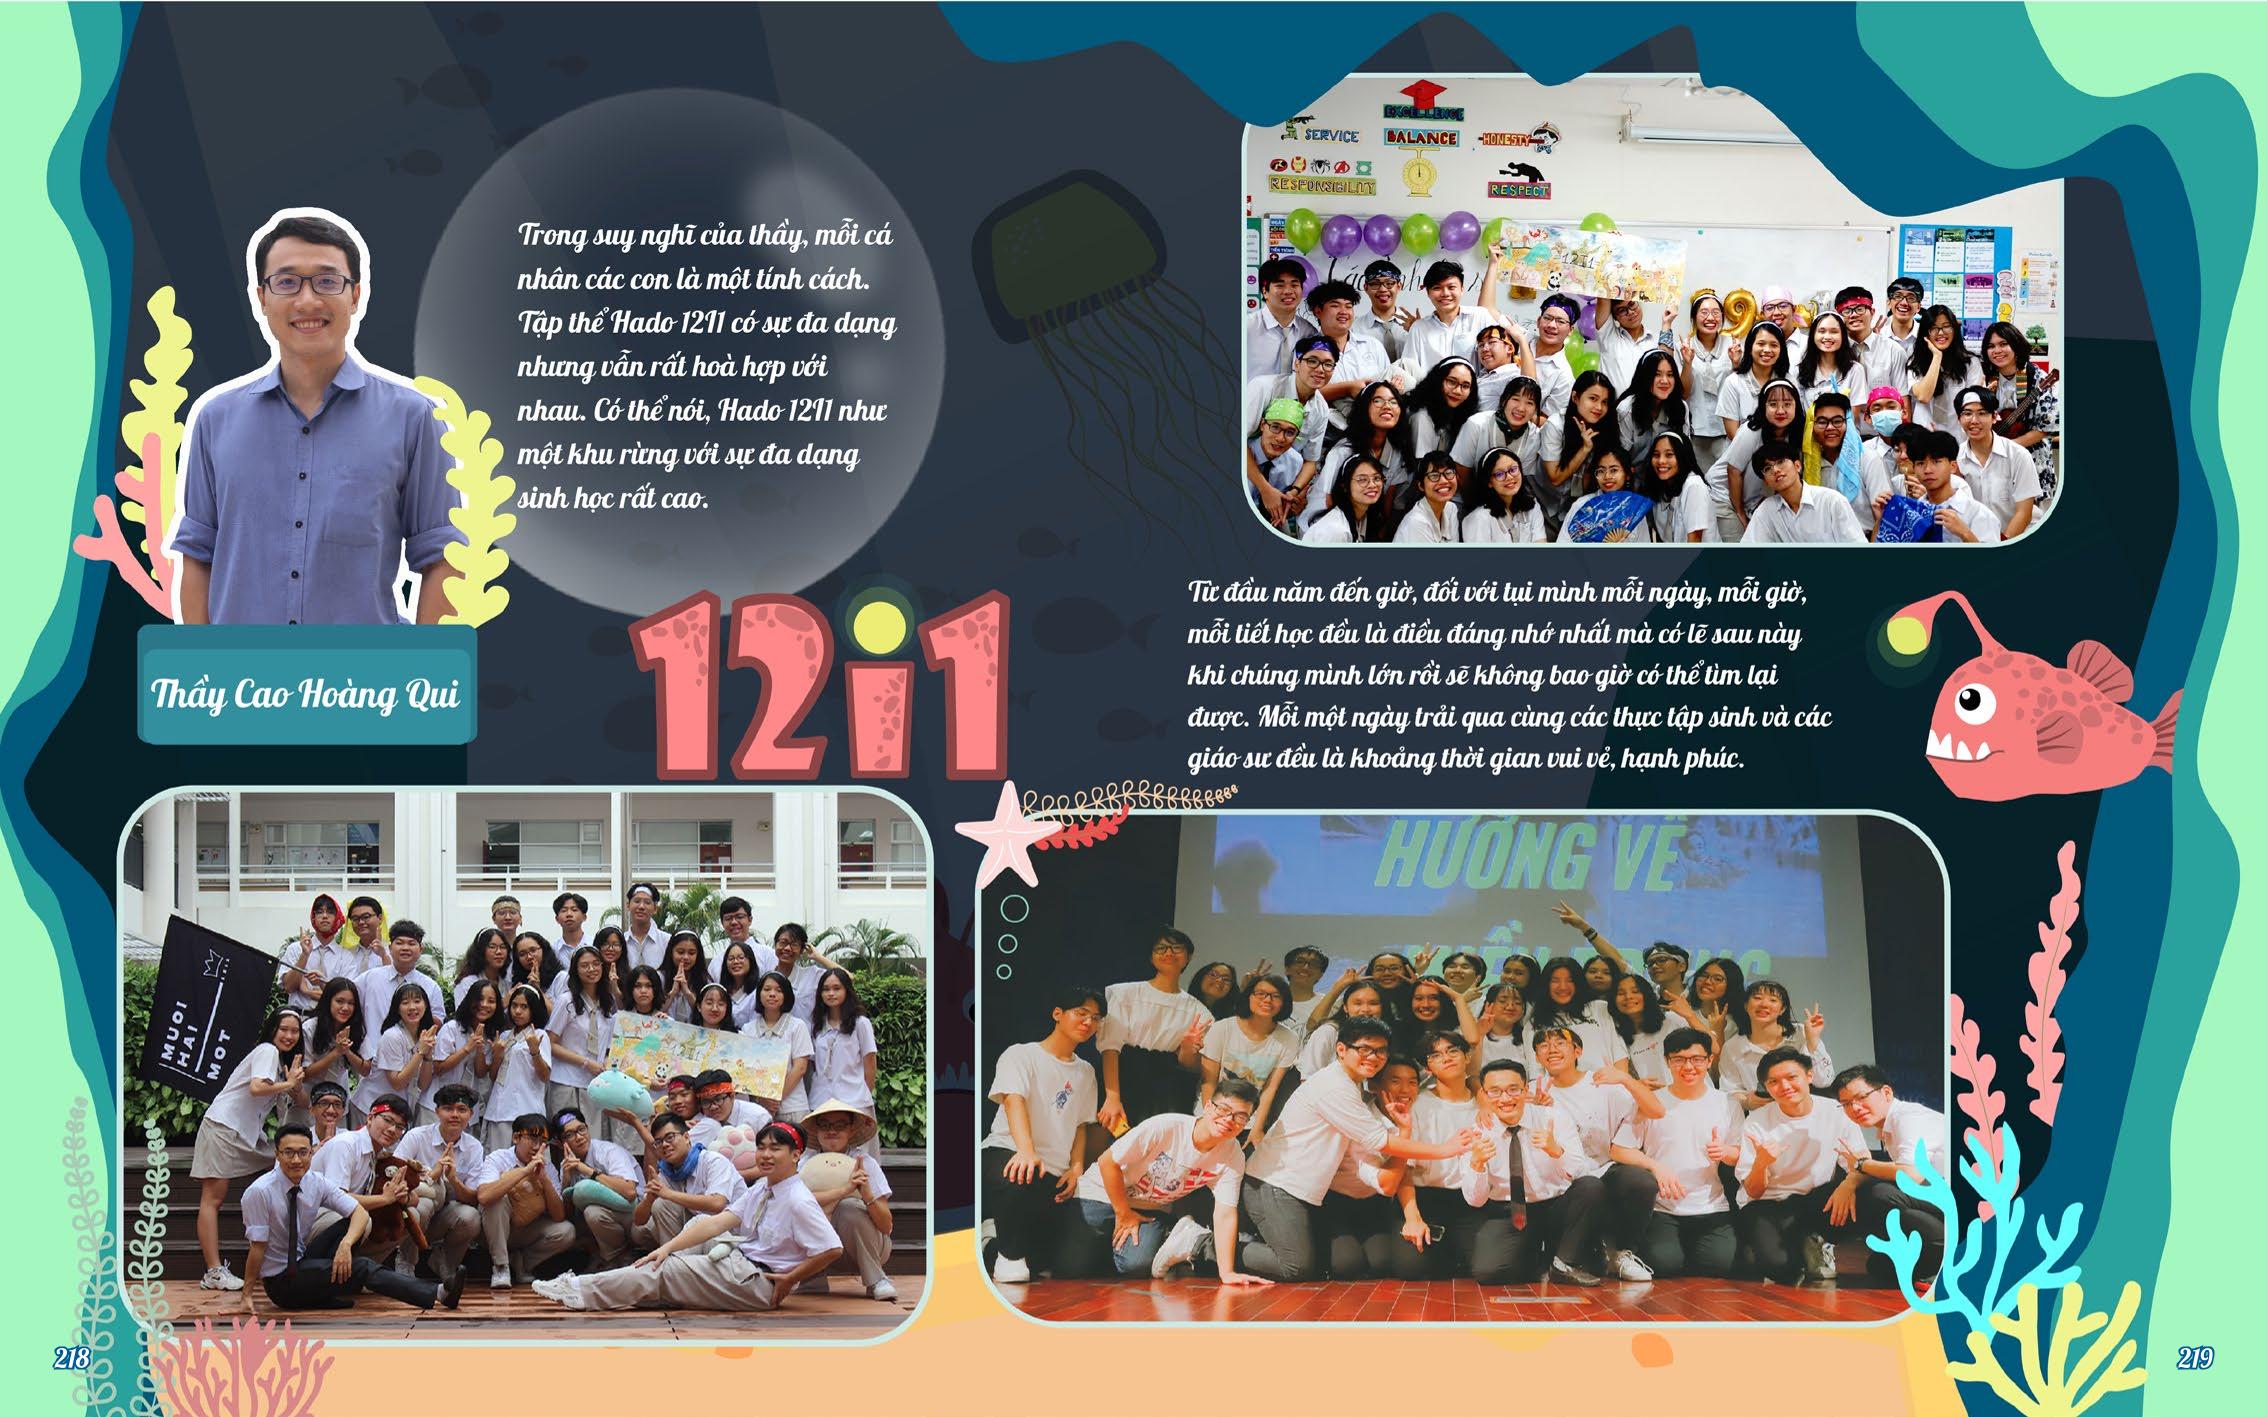 Trong suy nghĩ của thầy, mỗi cá
nhân các con là một tính cách.
Tập thể Hado 12I1 có sự đa dạng
nhưng vẫn rất hoà hợp với
nhau. Có thể nói, Hado 12I1 như
một khu rừng với sự đa dạng
sinh học rất cao.
Thầy Cao Hoàng Qui
12i1
EXCELLENCE
SERVICE
BALANCE
HONESTY
RESPONSIBILITY
RESPECT
12I1
Từ đầu năm đến giờ, đối với tụi mình mỗi ngày, mỗi giờ,
mỗi tiết học đều là điều đáng nhớ nhất mà có lẽ sau này
khi chúng mình lớn rồi sẽ không bao giờ có thể tìm lại
được. Mỗi một ngày trải qua cùng các thực tập sinh và các
giáo sư đều là khoảng thời gian vui vẻ, hạnh phúc.
MUOI
HAI
MOT
12I1
HƯỚNG VỀ
218
219